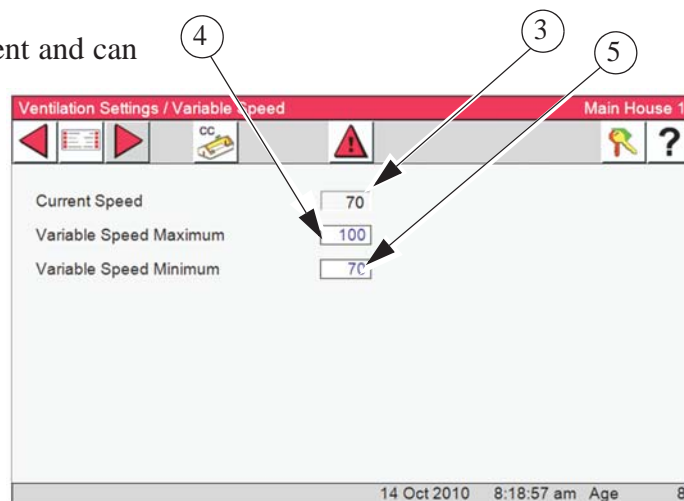 ent and can
4
3
5
Ventilation Settings / Variable Speed Main House 1
CC
?
Current Speed 70
Variable Speed Maximum 100
Variable Speed Minimum 70
14 Oct 2010 8:18:57 am Age 8